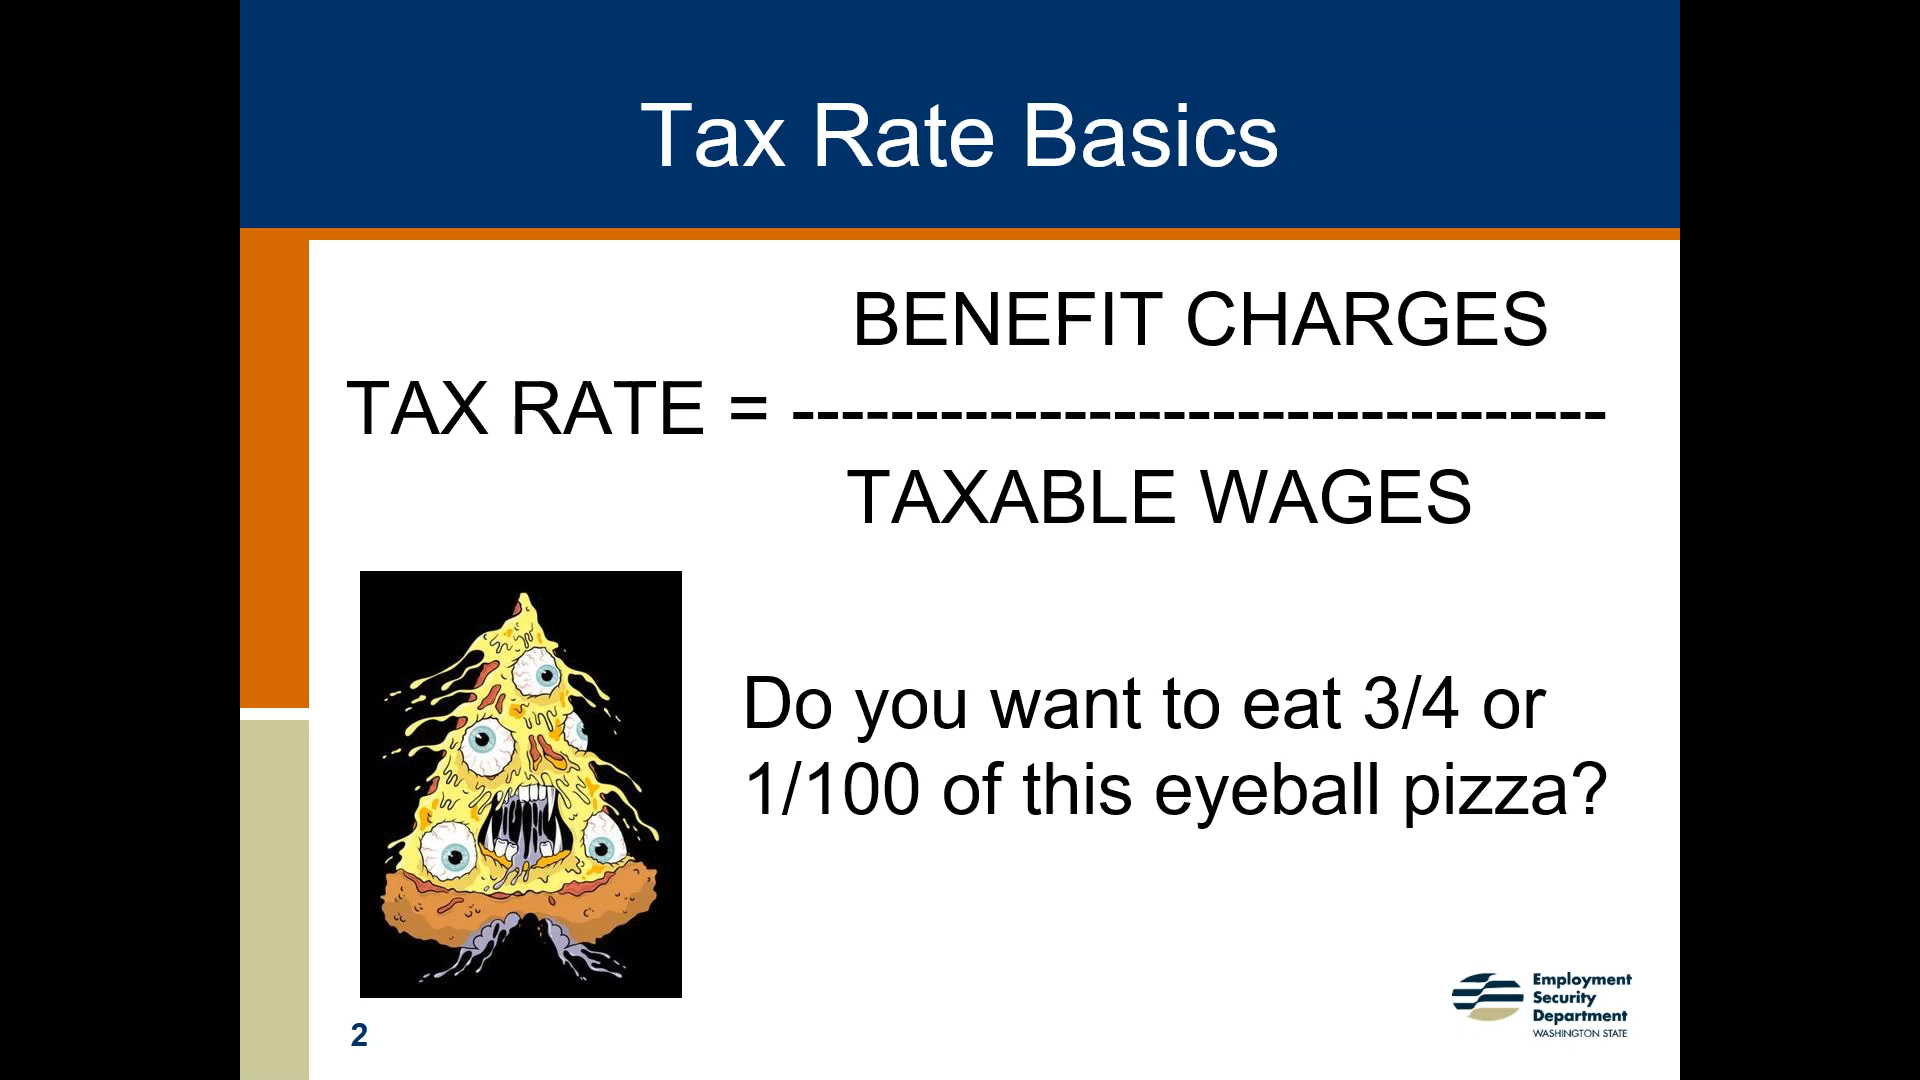 Tax Rate Basics
BENEFIT CHARGES
TAX RATE = ----------------------------------
TAXABLE WAGES
Do you want to eat 3/4 or
1/100 of this eyeball pizza?
Employment
Security
Department
WASHINGTON STATE
2